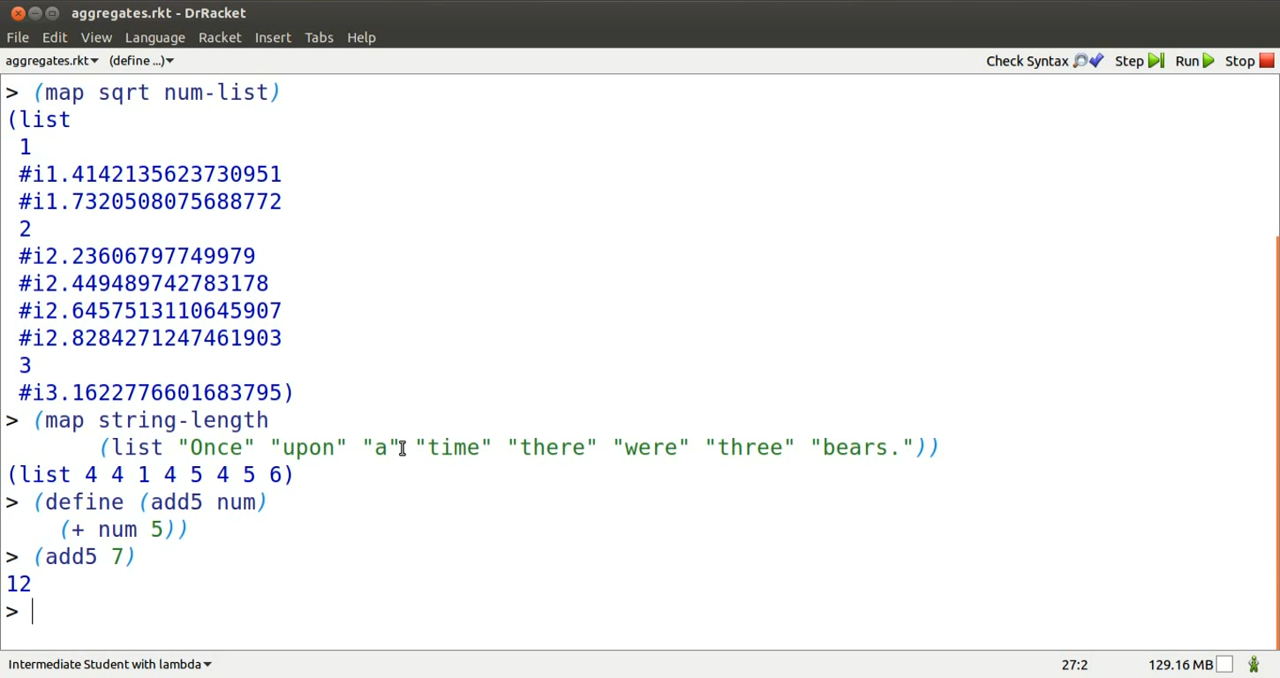 aggregates.rkt - DrRacket
File Edit View Language Racket Insert Tabs Help
aggregates.rkt▾ (define ...)▾ Check Syntax Step Run Stop
> (map sqrt num-list)
(list
1
#i1.4142135623730951
#i1.7320508075688772
2
#i2.23606797749979
#i2.449489742783178
#i2.6457513110645907
#i2.8284271247461903
3
#i3.1622776601683795)
> (map string-length
(list "Once" "upon" "a" "time" "there" "were" "three" "bears."))
(list 4 4 1 4 5 4 5 6)
> (define (add5 num)
(+ num 5))
> (add5 7)
12
>
Intermediate Student with lambda▾ 27:2 129.16 MB